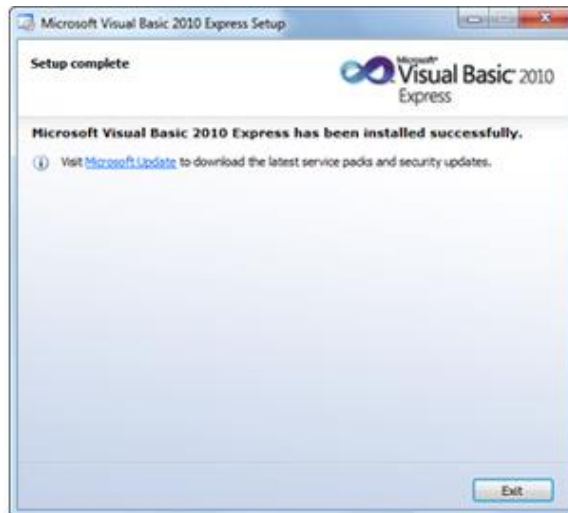 Microsoft Visual Basic 2010 Express Setup
Setup complete
Microsoft
Visual Basic 2010
Express
Microsoft Visual Basic 2010 Express has been installed successfully.
Visit Microsoft Update to download the latest service packs and security updates.
Exit